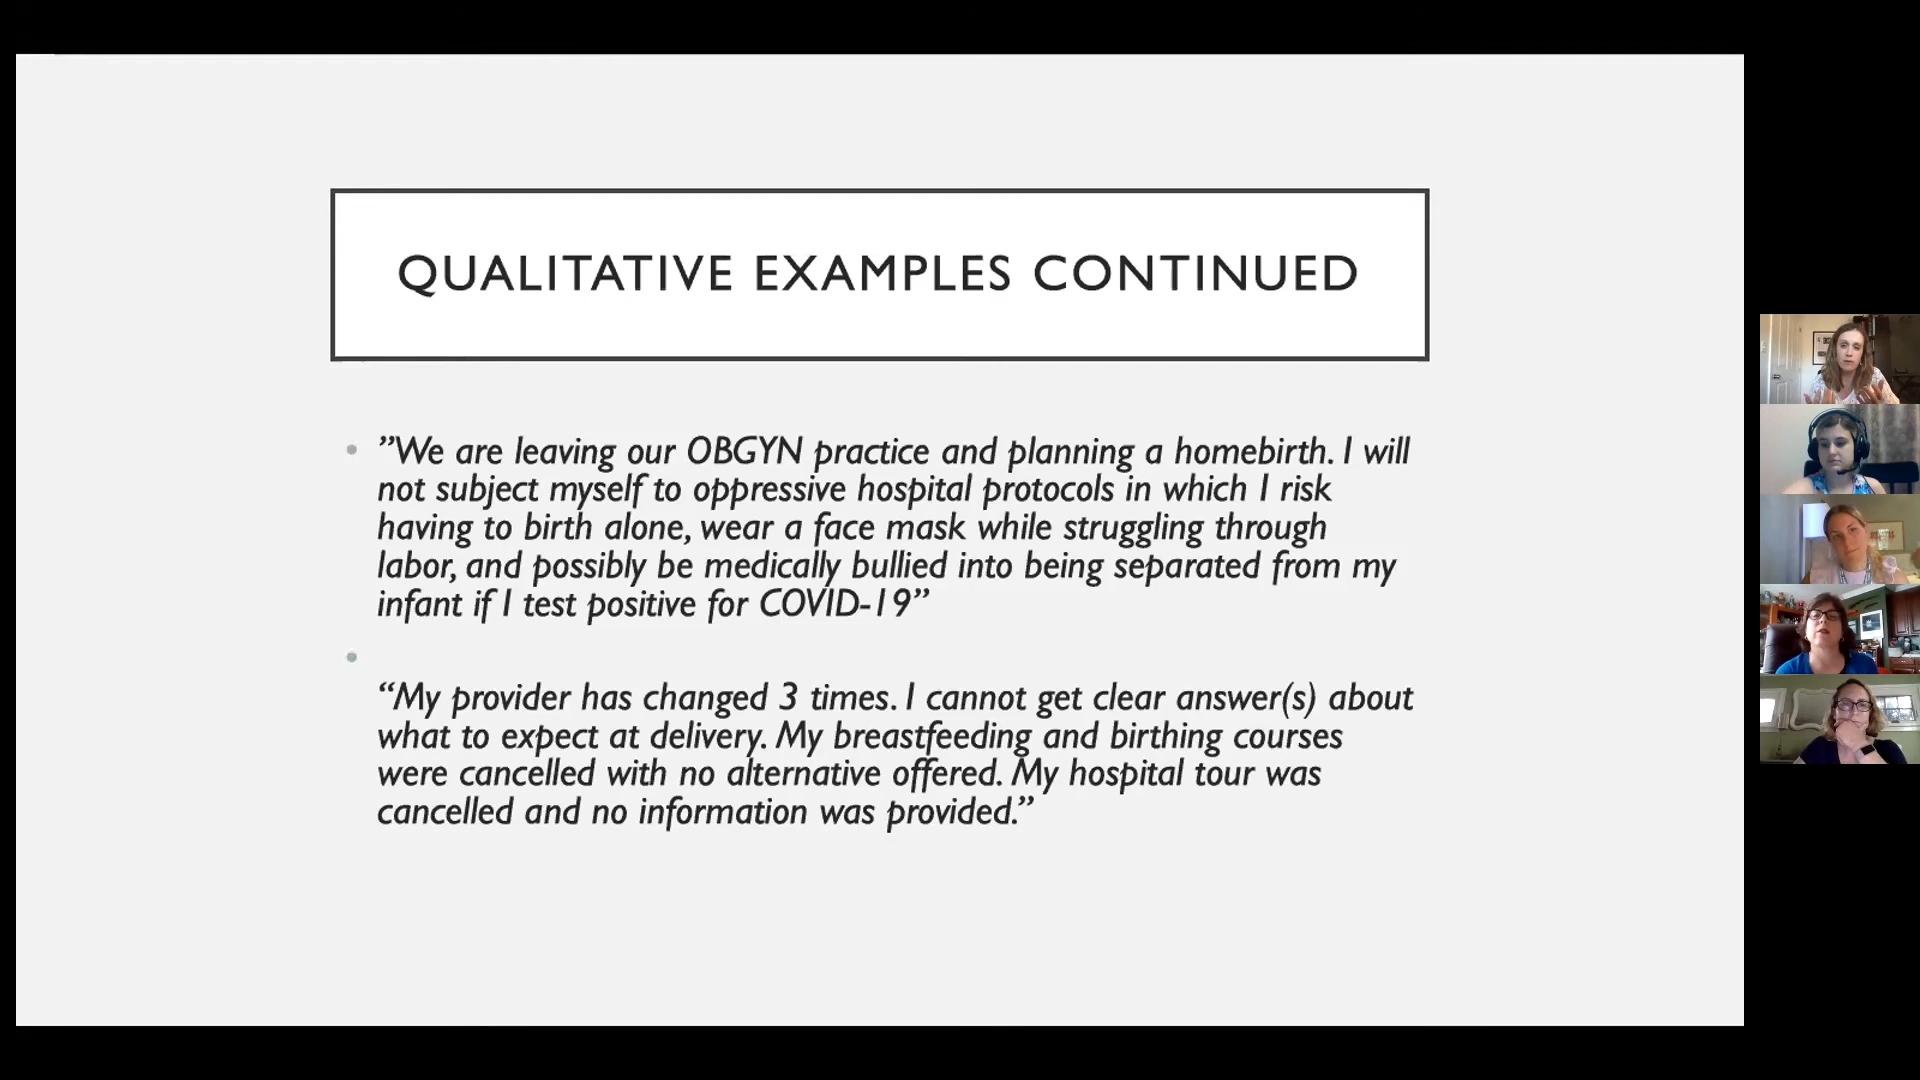 QUALITATIVE EXAMPLES CONTINUED
• ”We are leaving our OBGYN practice and planning a homebirth. I will
not subject myself to oppressive hospital protocols in which I risk
having to birth alone, wear a face mask while struggling through
labor, and possibly be medically bullied into being separated from my
infant if I test positive for COVID-19”
•
“My provider has changed 3 times. I cannot get clear answer(s) about
what to expect at delivery. My breastfeeding and birthing courses
were cancelled with no alternative offered. My hospital tour was
cancelled and no information was provided.”